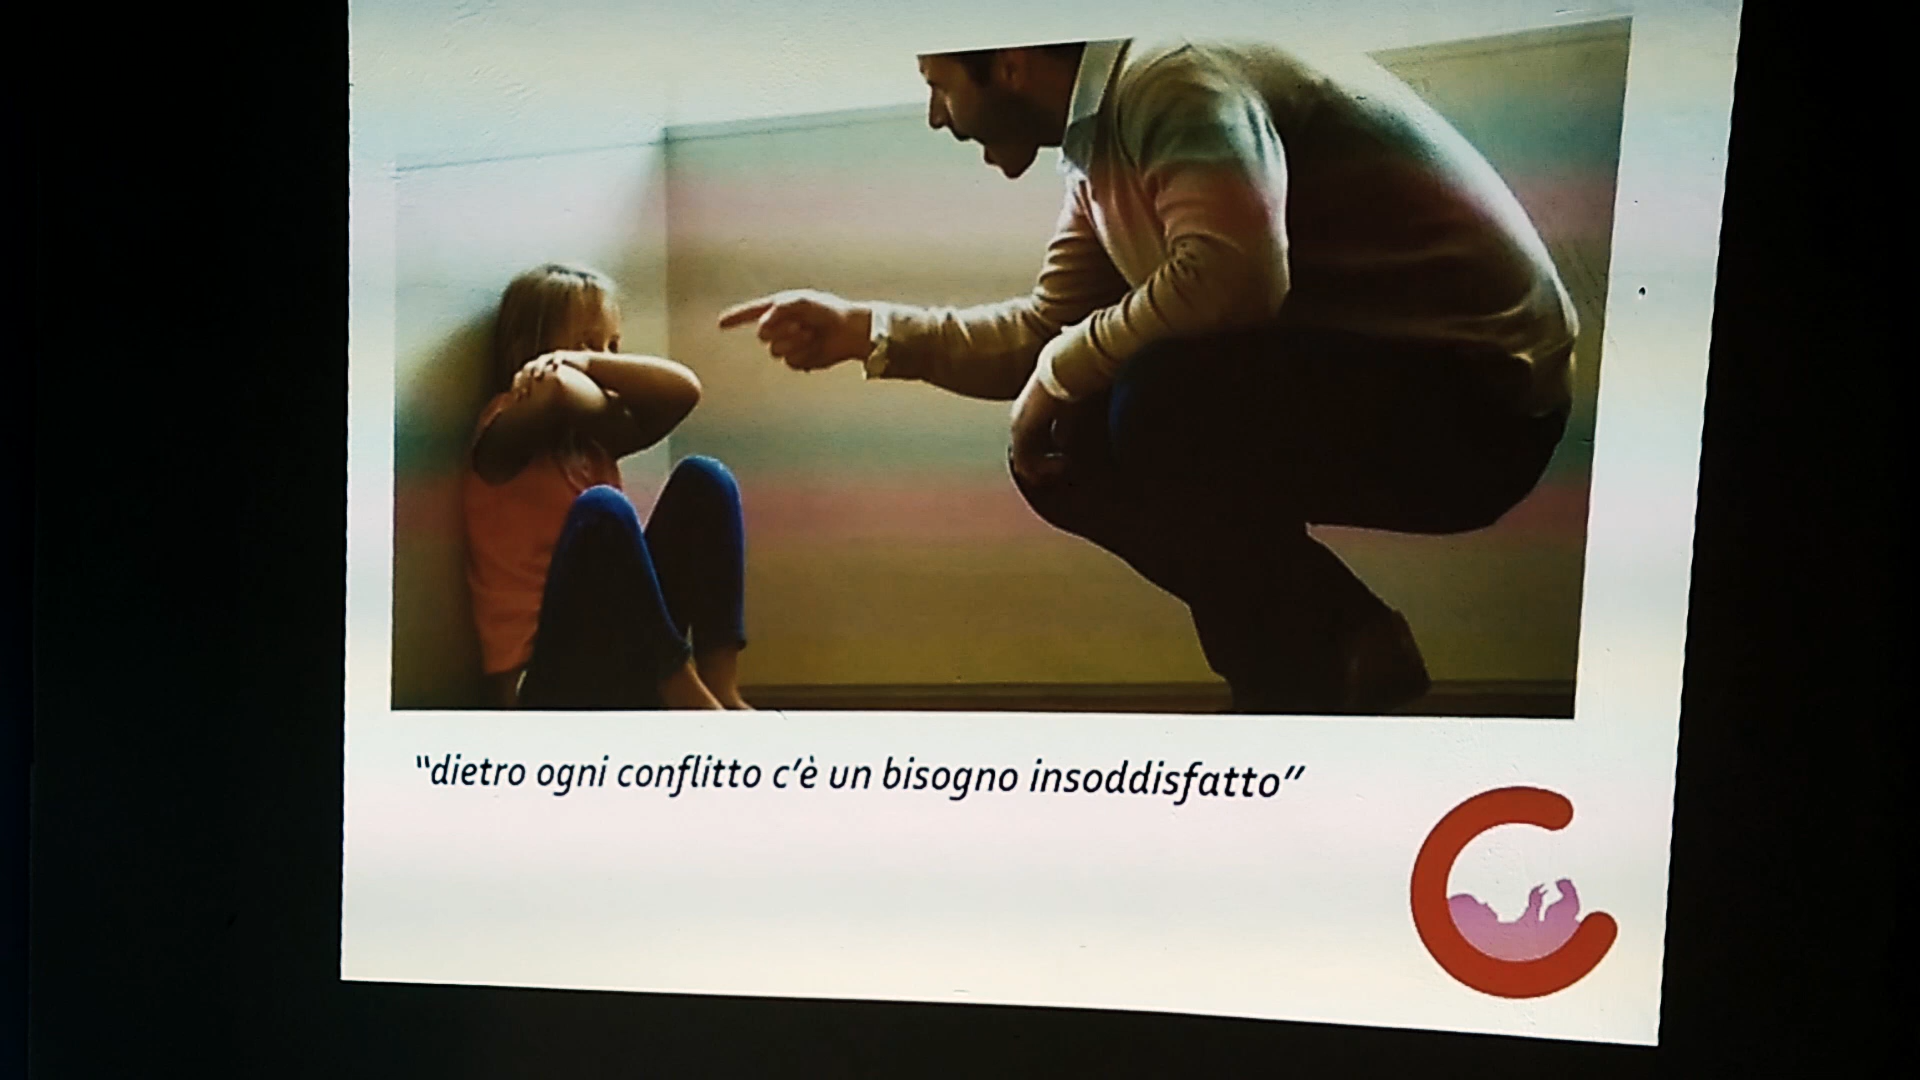 “dietro ogni conflitto c’è un bisogno insoddisfatto”